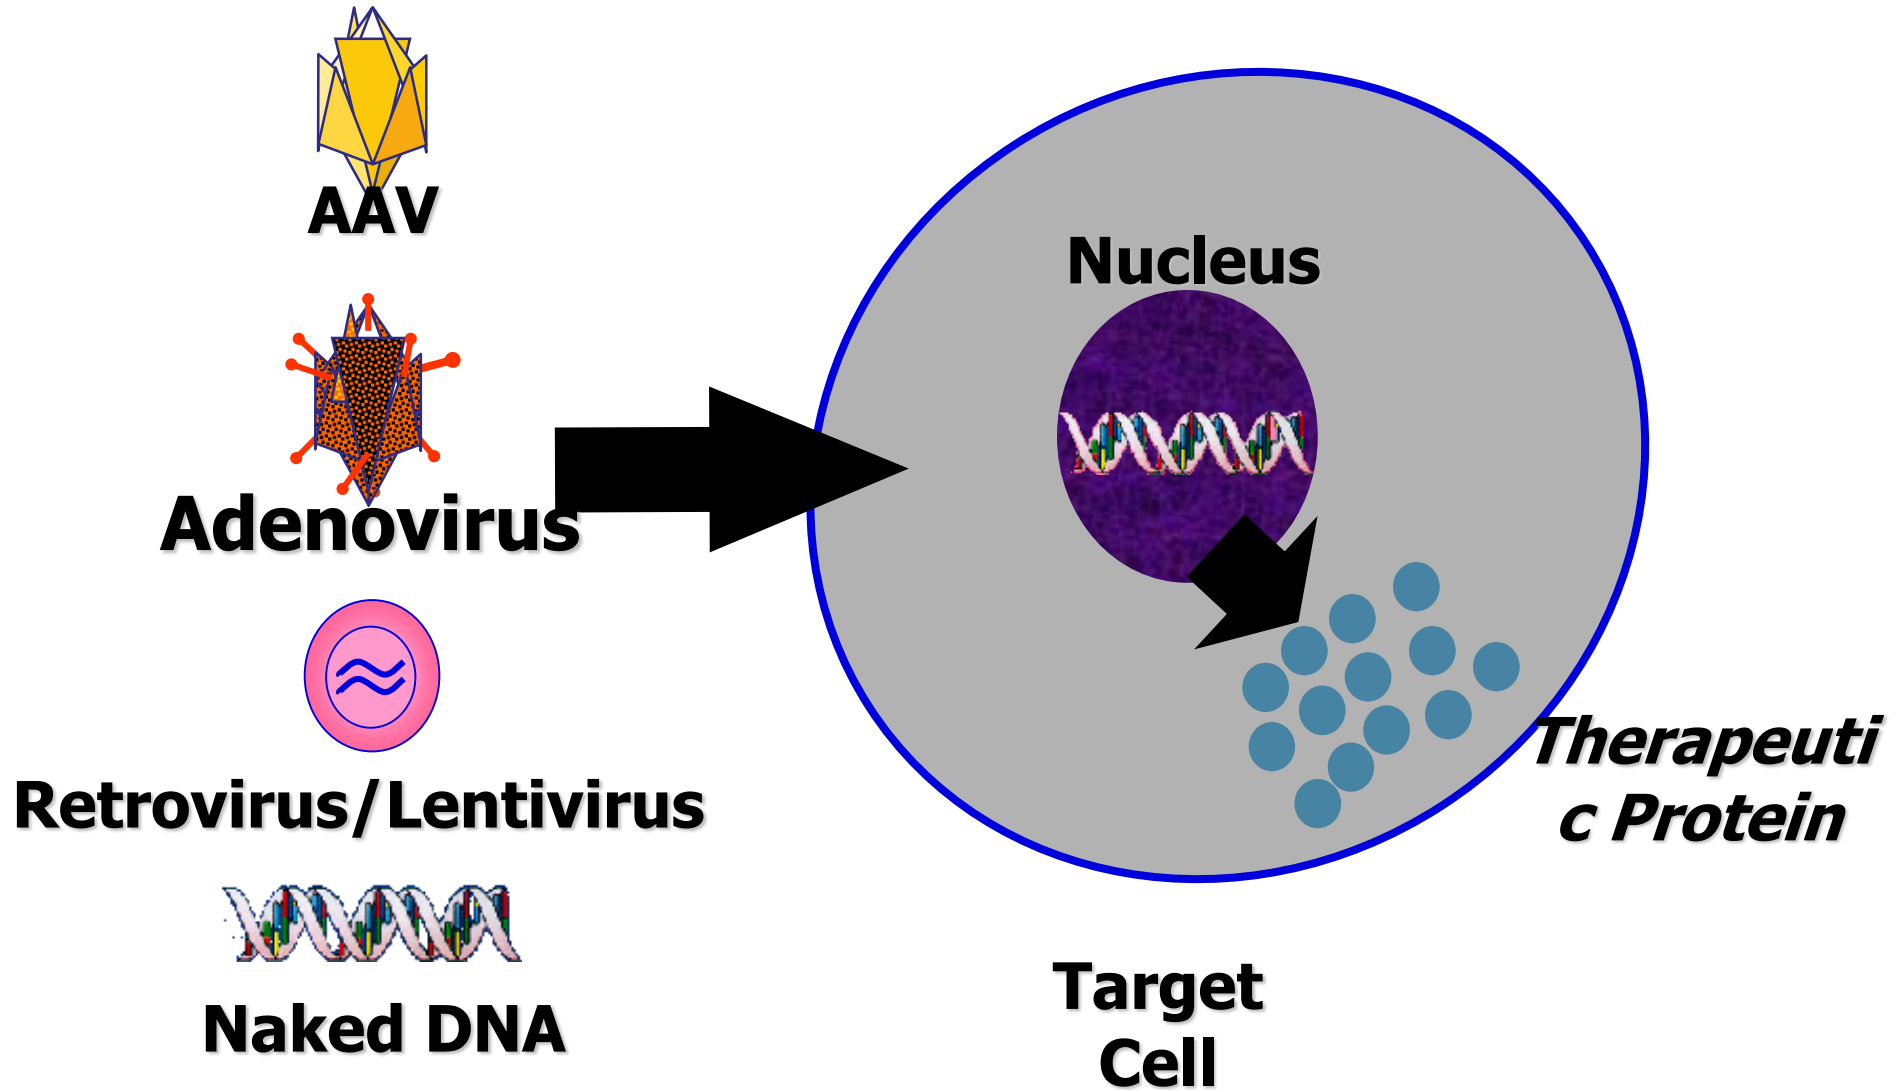 AAV
Adenovirus
Retrovirus/Lentivirus
Naked DNA
Nucleus
Therapeuti
c Protein
Target
Cell